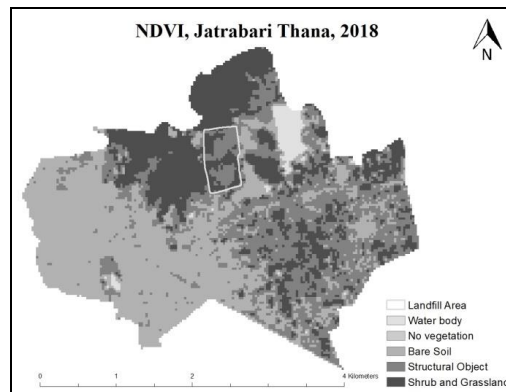 NDVI, Jatrabari Thana, 2018
N
Landfill Area
Water body
No vegetation
Bare Soil
Structural Object
Shrub and Grassland
0 1 2 4 Kilometers